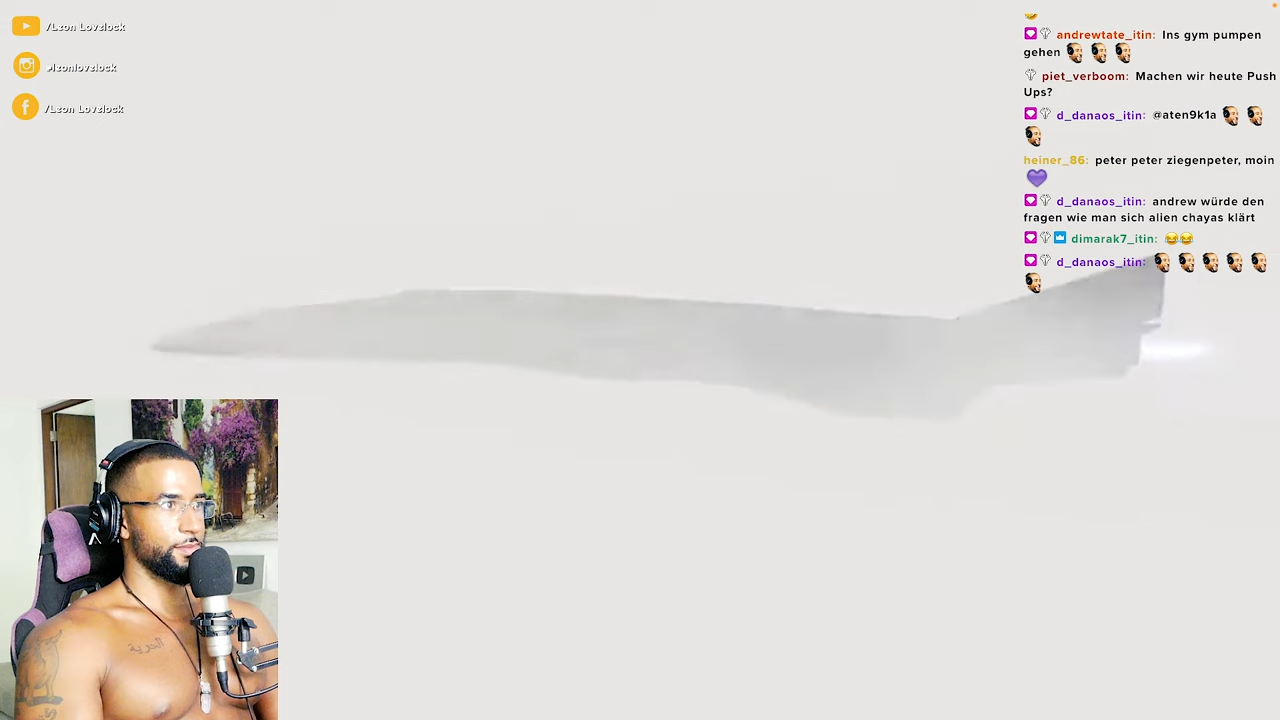 /Leon Lovelock
leonlovelock
/Leon Lovelock
andrewtate_itin: Ins gym pumpen
gehen
piet_verboom: Machen wir heute Push
Ups?
d_danaos_itin: @aten9k1a
heiner_86: peter peter ziegenpeter, moin
d_danaos_itin: andrew würde den
fragen wie man sich alien chayas klärt
dimarak7_itin:
d_danaos_itin:
الحرية